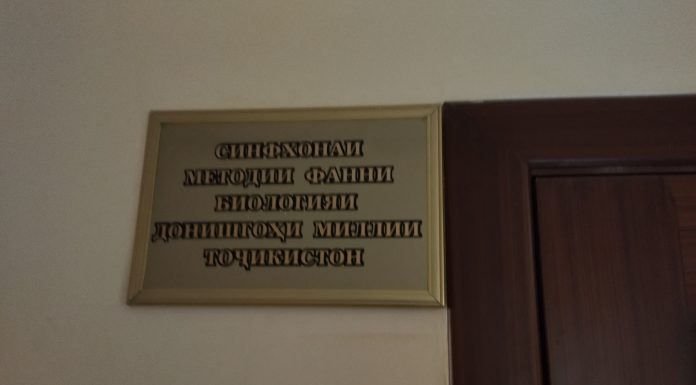 СИНФХОНАИ
МЕТОДИИ ФАННИ
БИОЛОГИЯИ
ДОНИШГОҲИ МИЛЛИИ
ТОҶИКИСТОН